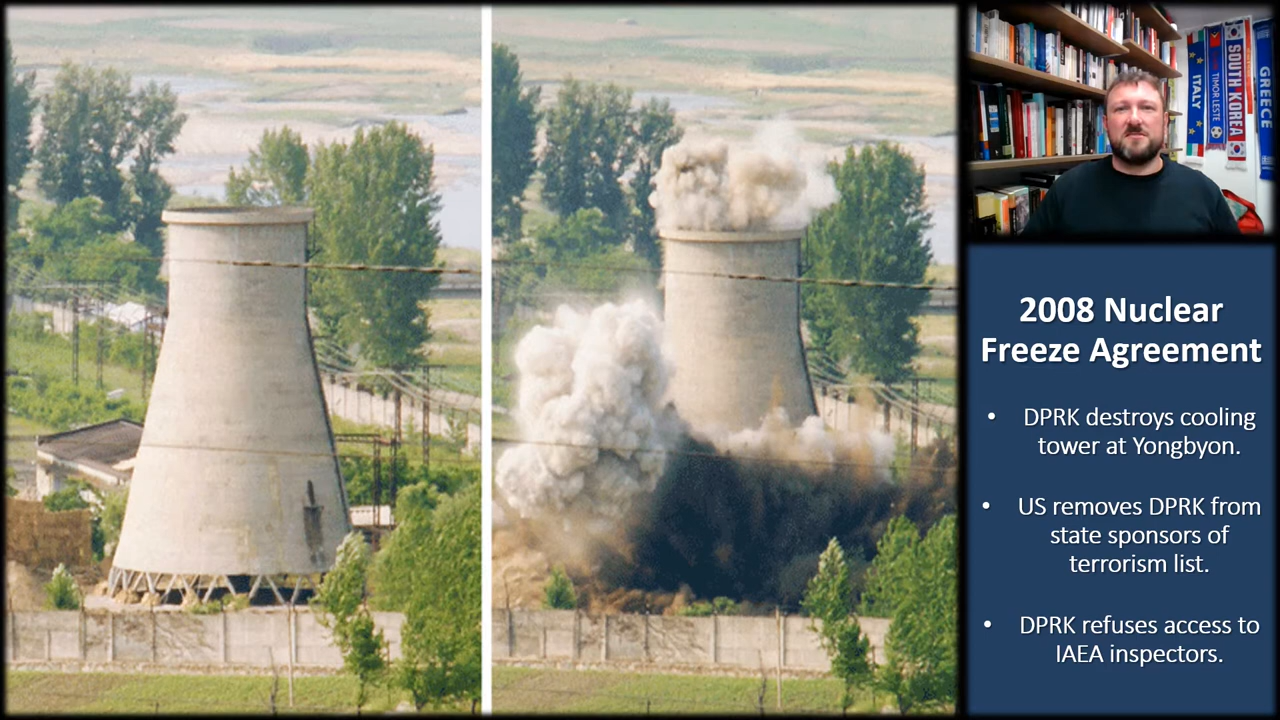 ITALY
TIMOR LESTE
SOUTH KOREA
GREECE
2008 Nuclear
Freeze Agreement
• DPRK destroys cooling
tower at Yongbyon.
• US removes DPRK from
state sponsors of
terrorism list.
• DPRK refuses access to
IAEA inspectors.